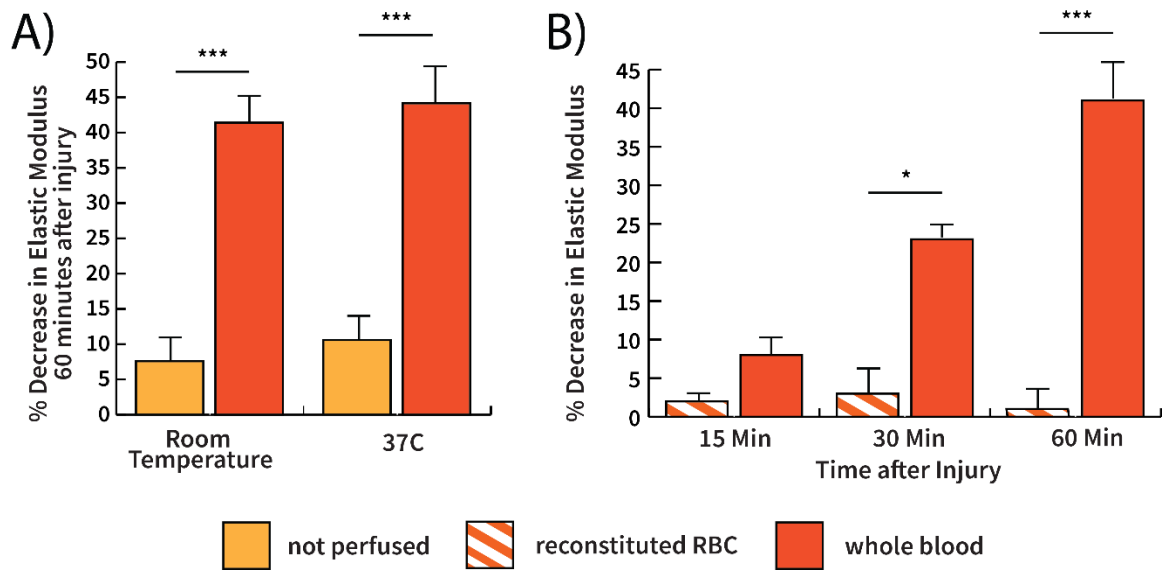 A)
% Decrease in Elastic Modulus
60 minutes after injury
50
45
40
35
30
25
20
15
10
5
0
***
***
Room
Temperature
37C
B)
% Decrease in Elastic Modulus
45
40
35
30
25
20
10
5
0
*
***
15 Min
30 Min
60 Min
Time after Injury
not perfused
reconstituted RBC
whole blood